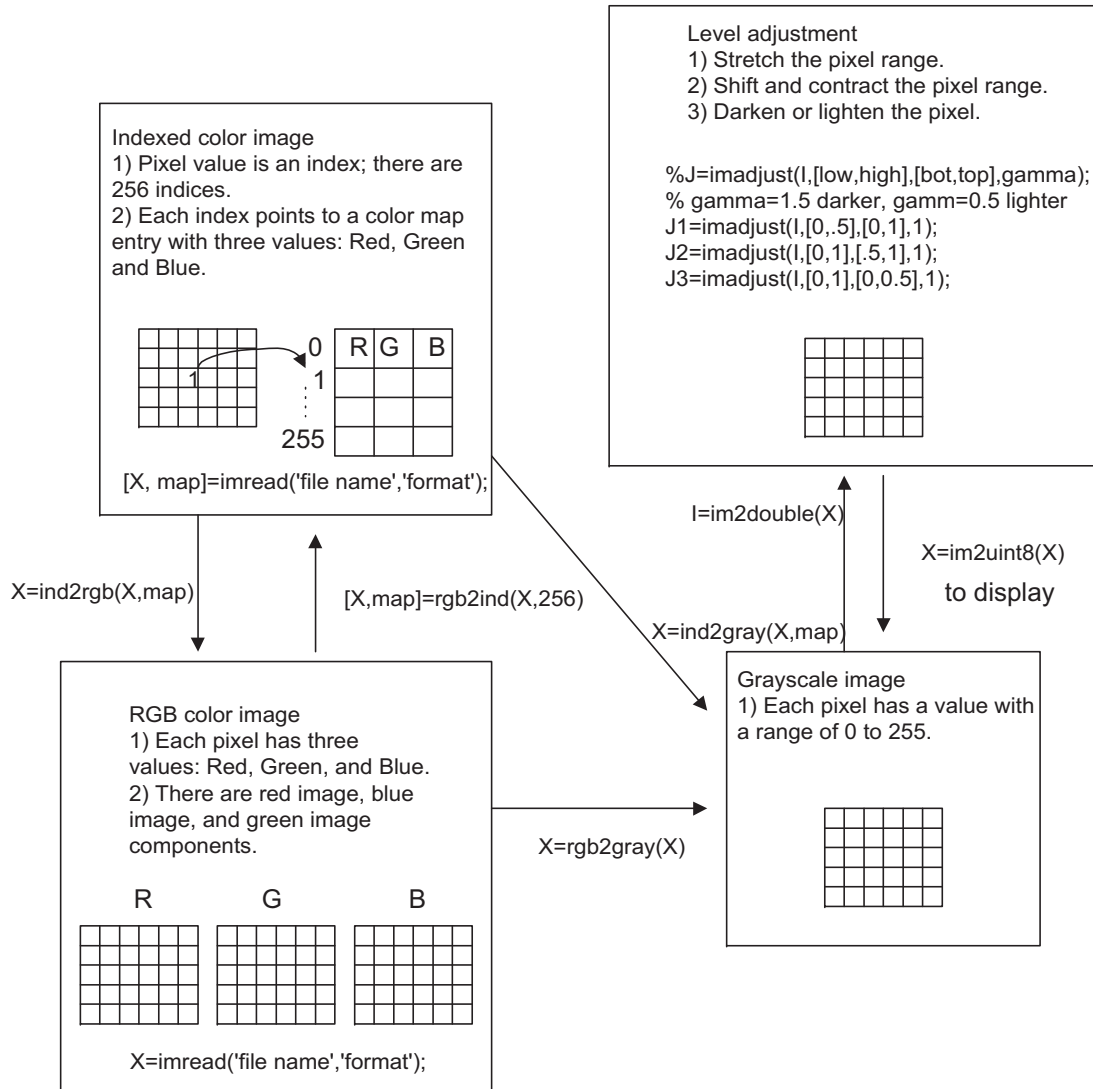 Level adjustment
1) Stretch the pixel range.
2) Shift and contract the pixel range.
3) Darken or lighten the pixel.
%J=imadjust(I,[low,high],[bot,top],gamma);
% gamma=1.5 darker, gamm=0.5 lighter
J1=imadjust(I,[0,.5],[0,1],1);
J2=imadjust(I,[0,1],[.5,1],1);
J3=imadjust(I,[0,1],[0,0.5],1);
Indexed color image
1) Pixel value is an index; there are
256 indices.
2) Each index points to a color map
entry with three values: Red, Green
and Blue.
0 R G B
1 1
255
[X, map]=imread('file name','format');
I=im2double(X)
X=im2uint8(X)
to display
X=ind2rgb(X,map)
[X,map]=rgb2ind(X,256)
X=ind2gray(X,map)
Grayscale image
1) Each pixel has a value with
a range of 0 to 255.
RGB color image
1) Each pixel has three
values: Red, Green, and Blue.
2) There are red image, blue
image, and green image
components.
X=rgb2gray(X)
R G B
X=imread('file name','format');